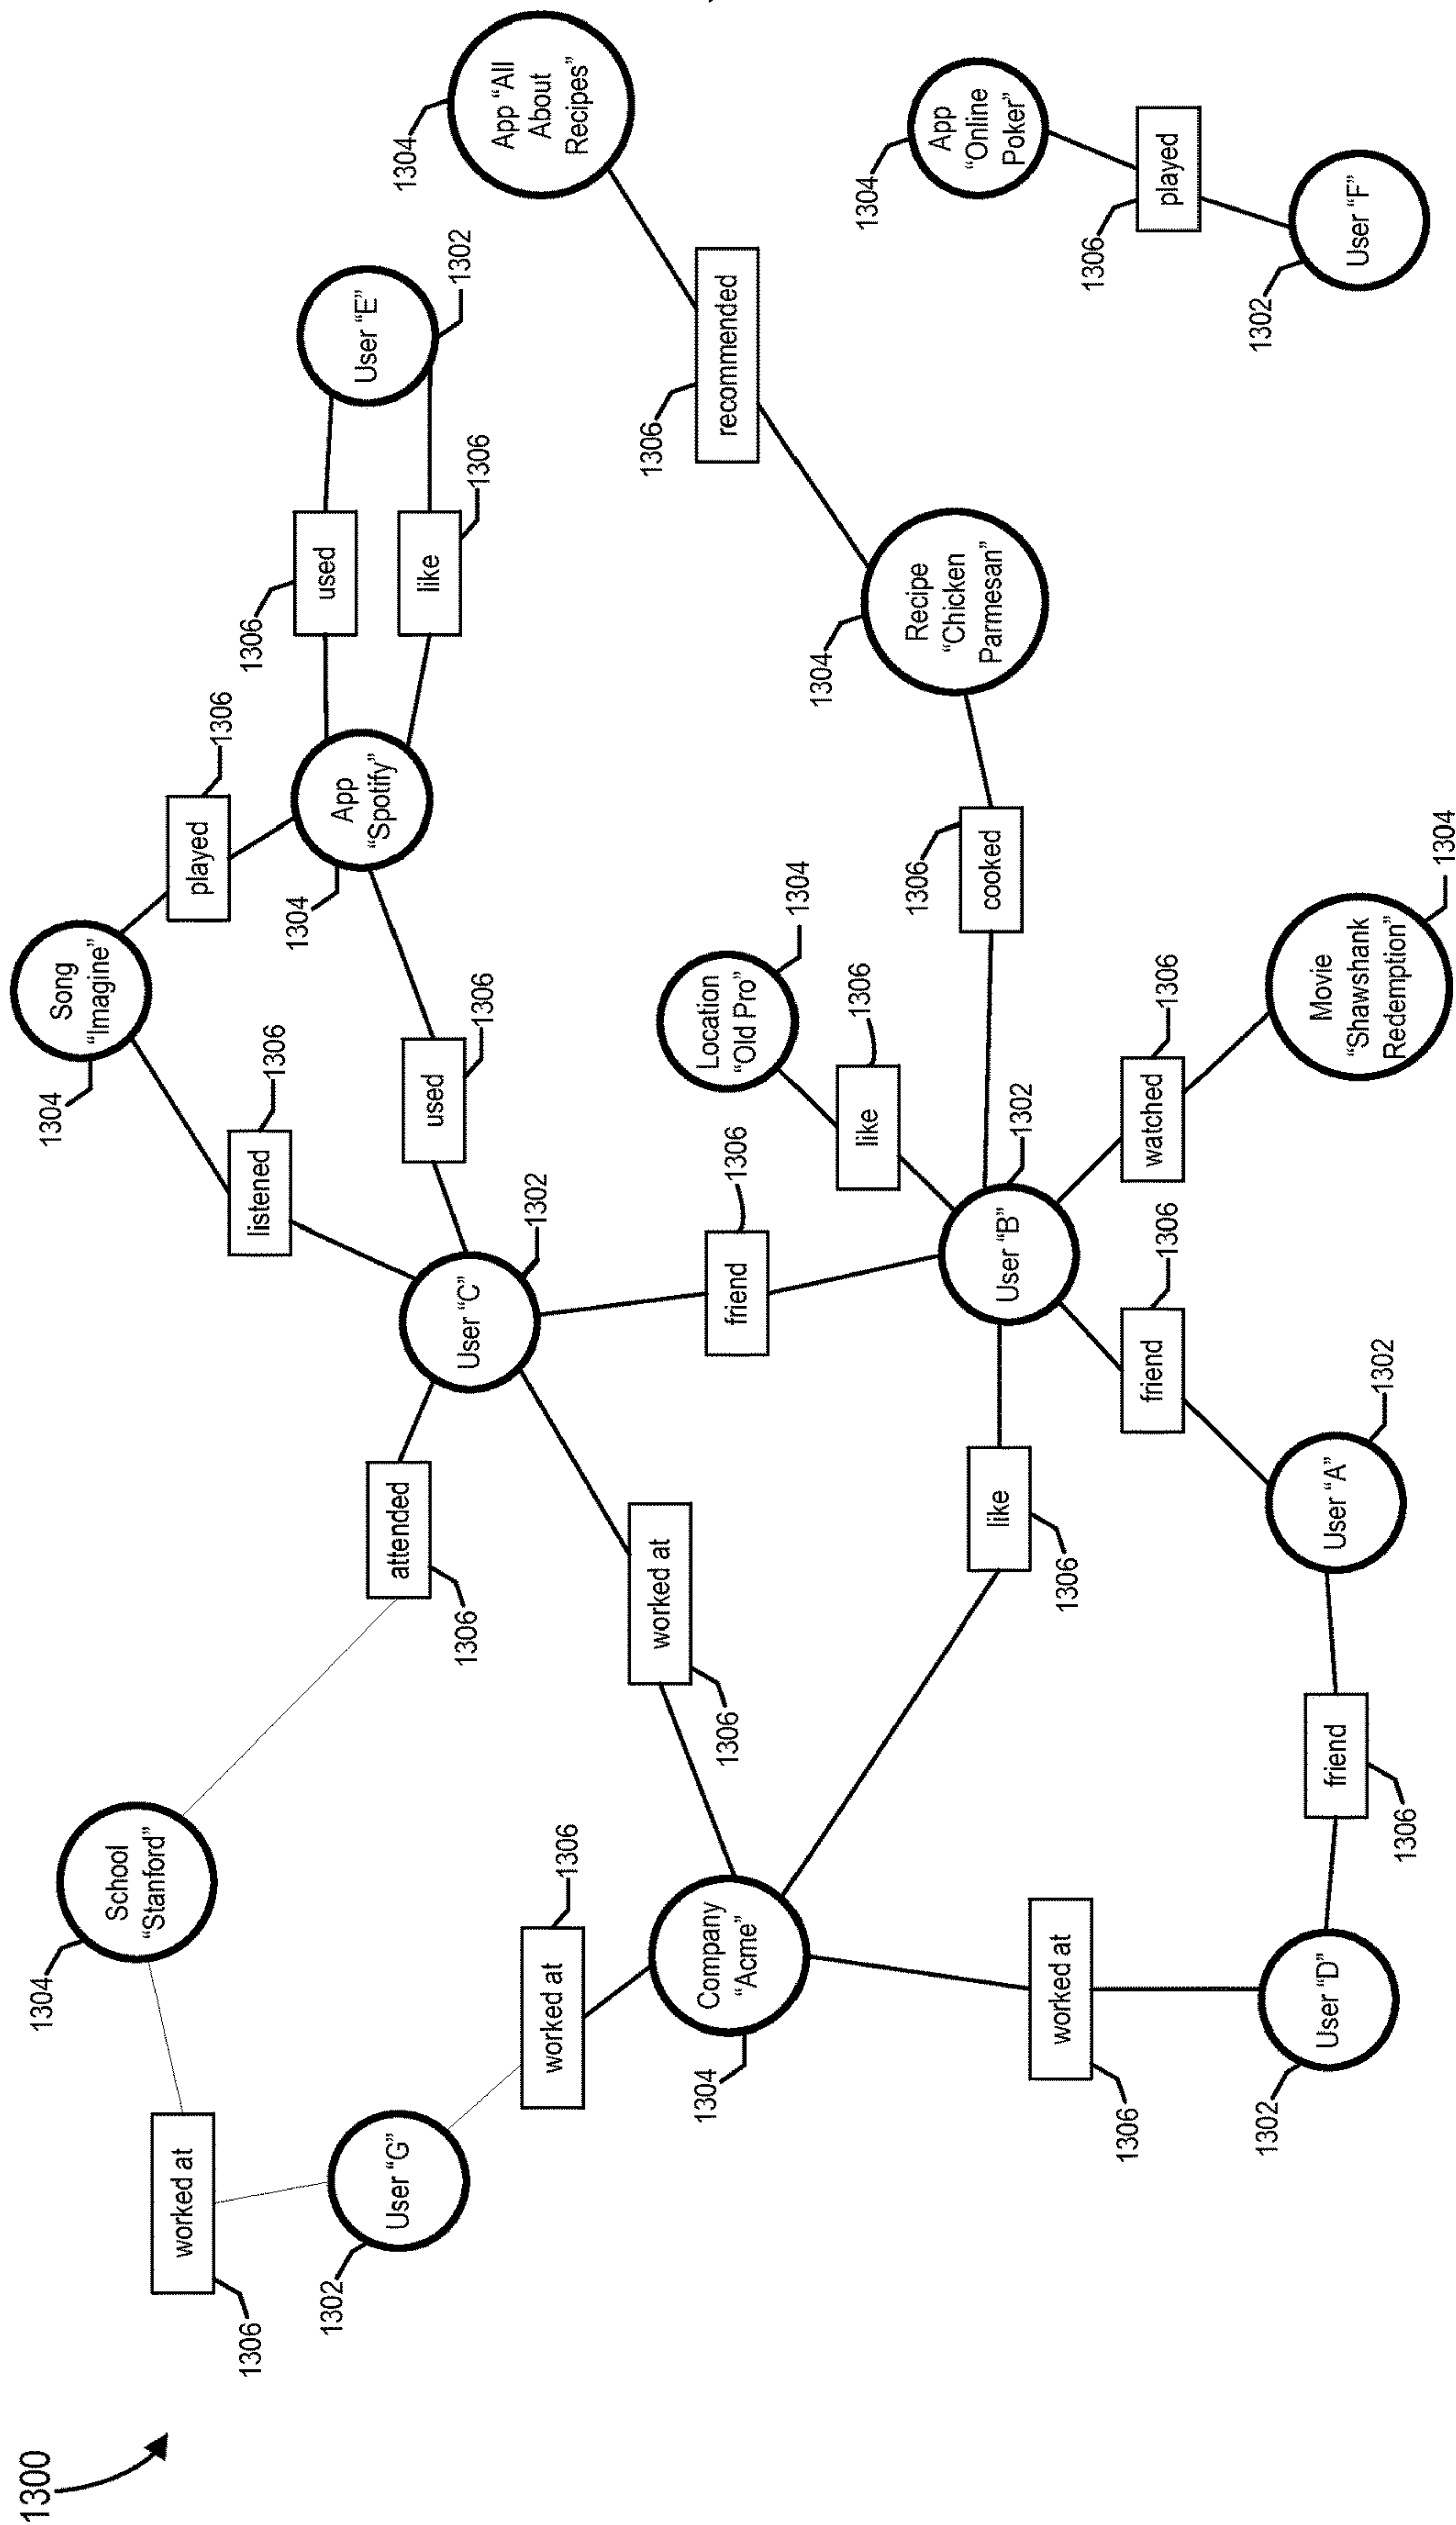 1300
1304
School
“Stanford”
1306
worked at
1302
User “G”
1304
Song
“Imagine”
1306
listened
1306
played
1306
attended
1306
worked at
1302
User “C”
1306
used
1304
App
“Spotify”
1306
used
1306
like
User “E”
1302
1304
App “All
About
Recipes”
1306
worked at
1304
Company
“Acme”
1306
friend
Location
“Old Pro”
1304
1306
recommended
1306
like
1304
Recipe
“Chicken
Parmesan”
1306
like
User “B”
1302
1306
cooked
1304
App
“Online
Poker”
1306
worked at
1306
friend
1306
watched
1306
played
1302
User “D”
1306
friend
User “A”
1302
Movie
“Shawshank
Redemption”
1304
1302
User “F”